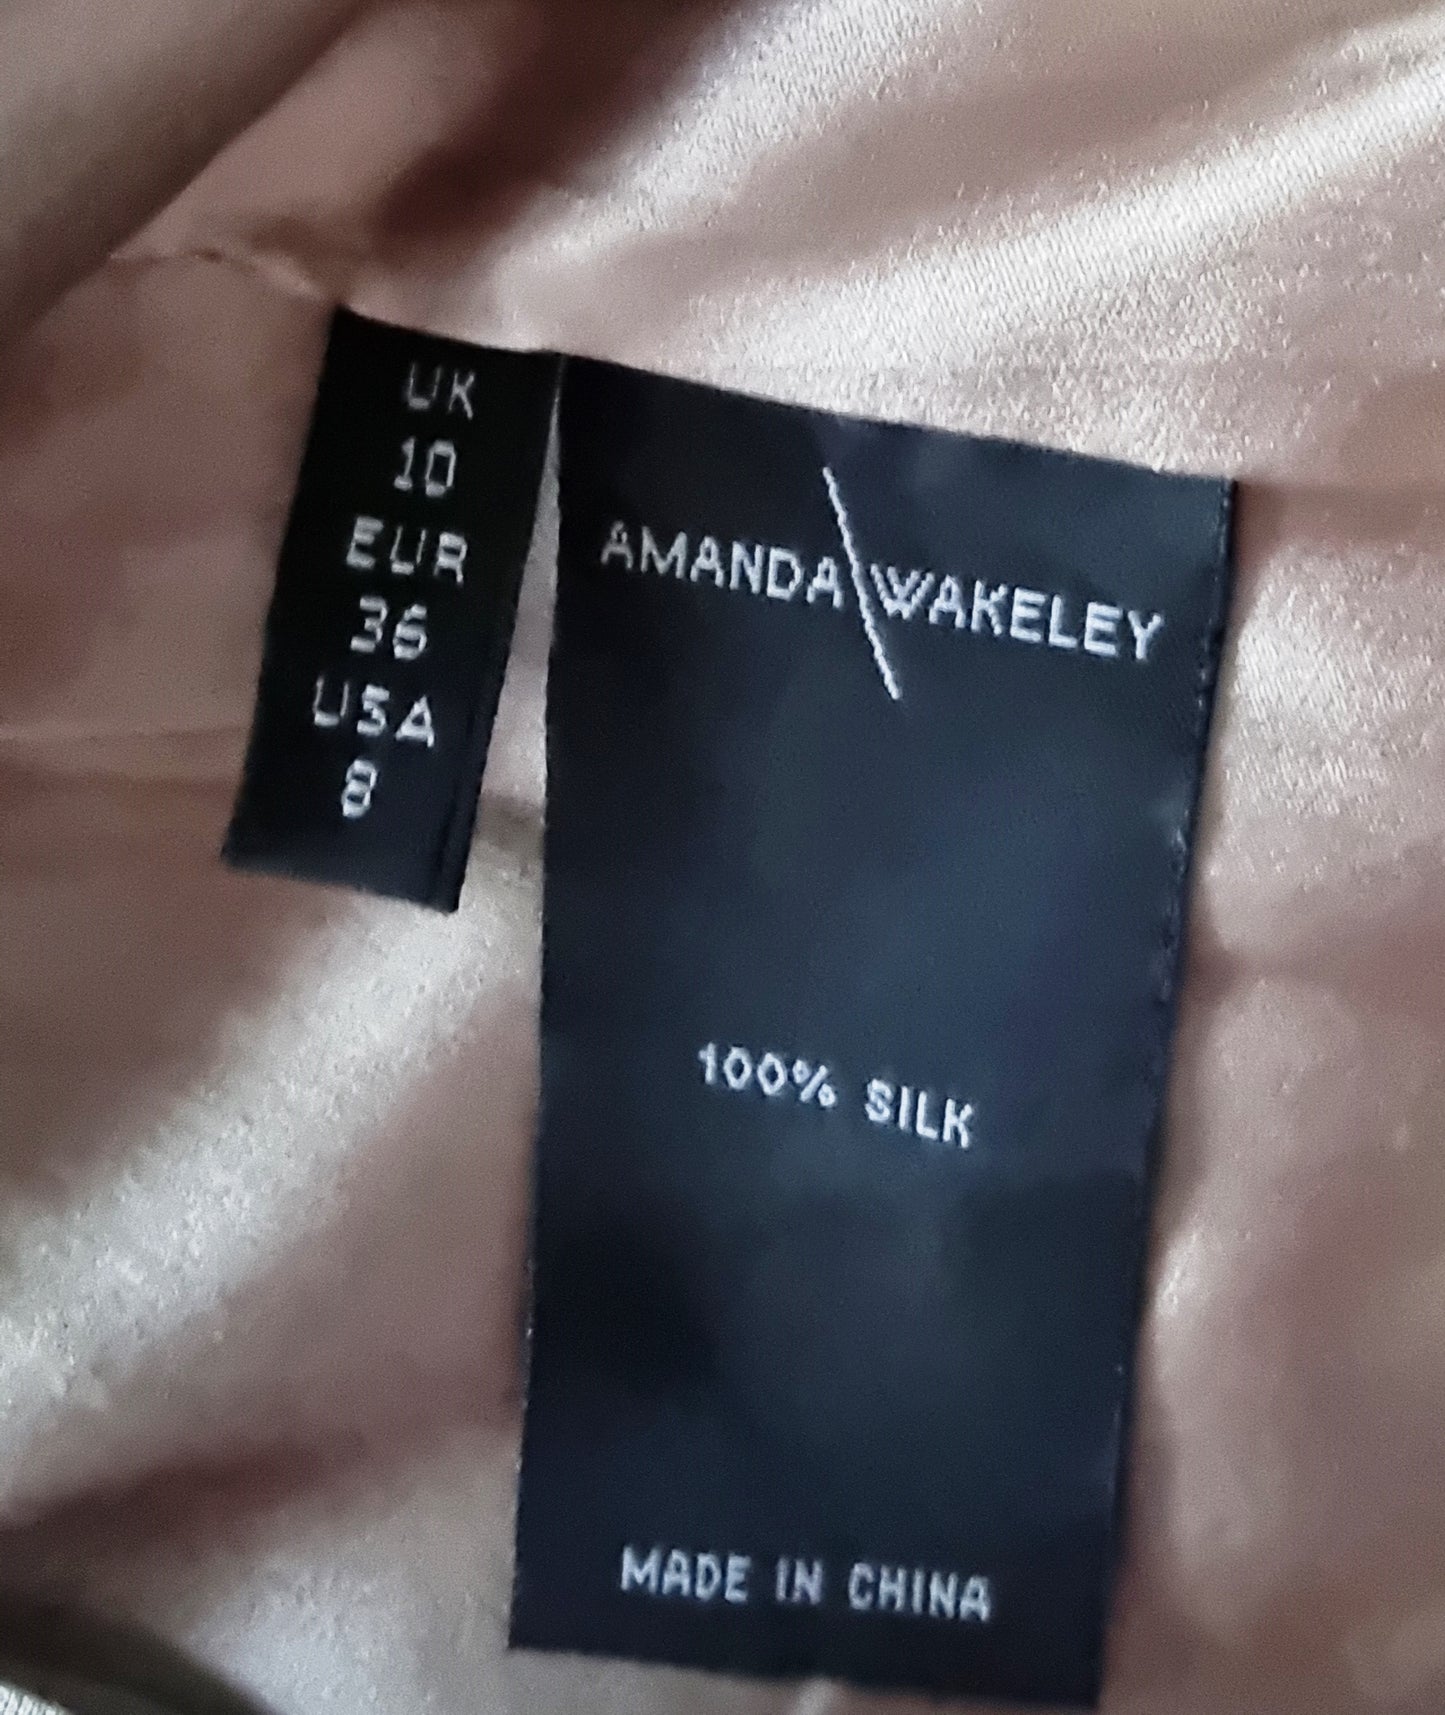 UK
10
EUR
36
USA
8
AMANDA WAKELEY
100% SILK
MADE IN CHINA